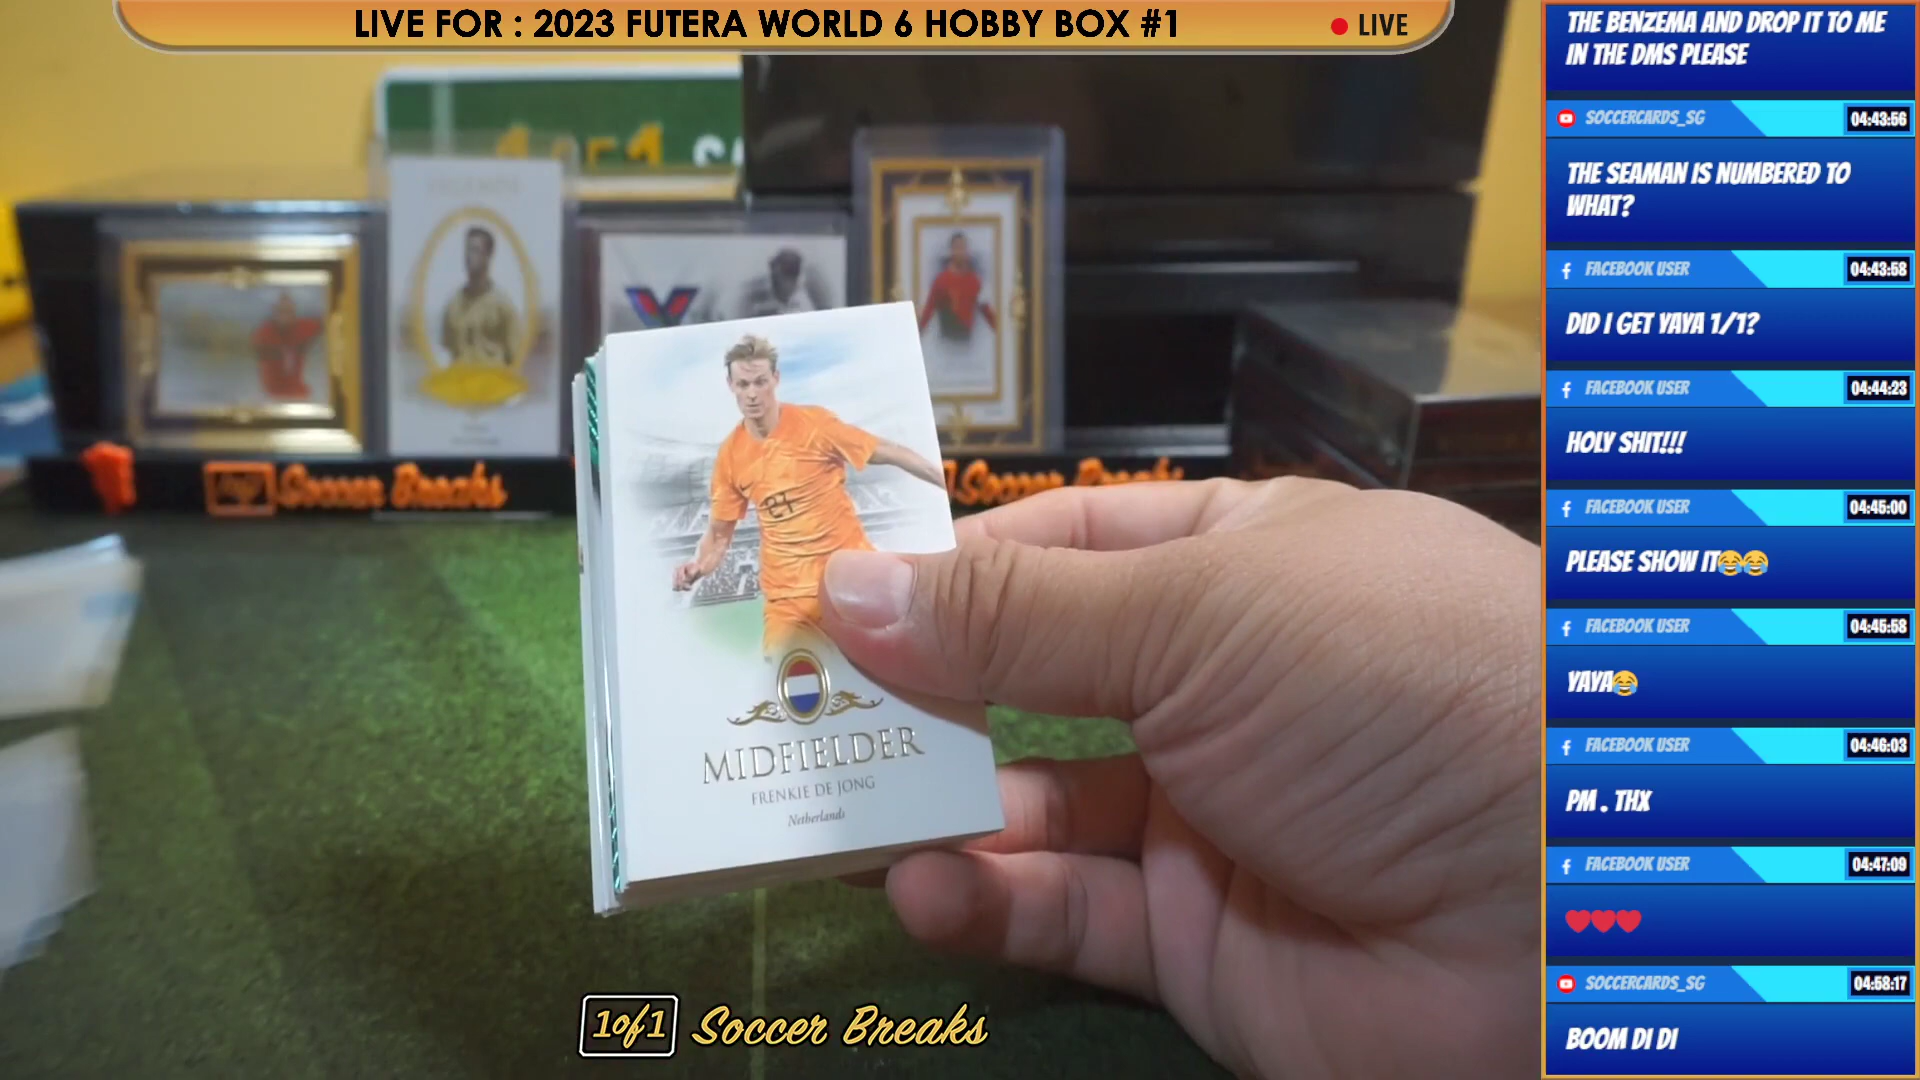 LIVE FOR : 2023 FUTERA WORLD 6 HOBBY BOX #1
LIVE
Soccer Breaks
Soccer Breaks
21
MIDFIELDER
FRENKIE DE JONG
Netherlands
1of1 Soccer Breaks
THE BENZEMA AND DROP IT TO ME
IN THE DMS PLEASE
SOCCERCARDS_SG 04:43:56
THE SEAMAN IS NUMBERED TO
WHAT?
FACEBOOK USER 04:43:58
DID I GET YAYA 1/1?
FACEBOOK USER 04:44:23
HOLY SHIT!!!
FACEBOOK USER 04:45:00
PLEASE SHOW IT😂😂
FACEBOOK USER 04:45:58
YAYA😂
FACEBOOK USER 04:46:03
PM . THX
FACEBOOK USER 04:47:09
❤❤❤
SOCCERCARDS_SG 04:58:17
BOOM DI DI